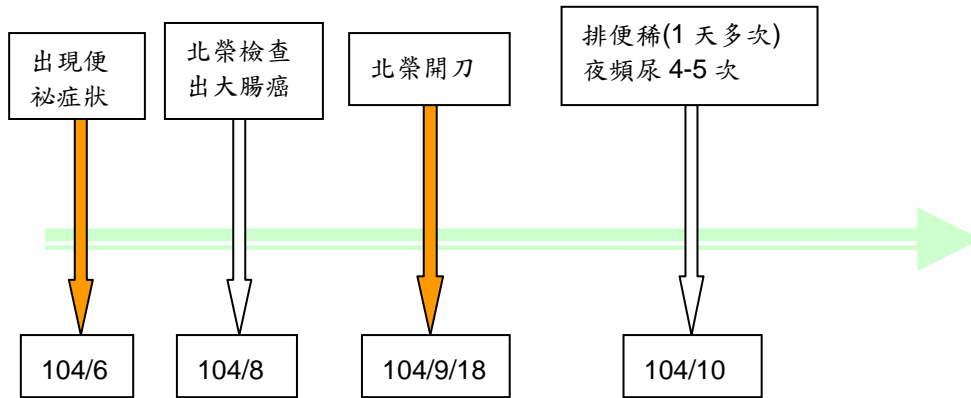 出現便
祕症狀
北榮檢查
出大腸癌
北榮開刀
排便稀(1 天多次)
夜頻尿 4-5 次
104/6
104/8
104/9/18
104/10